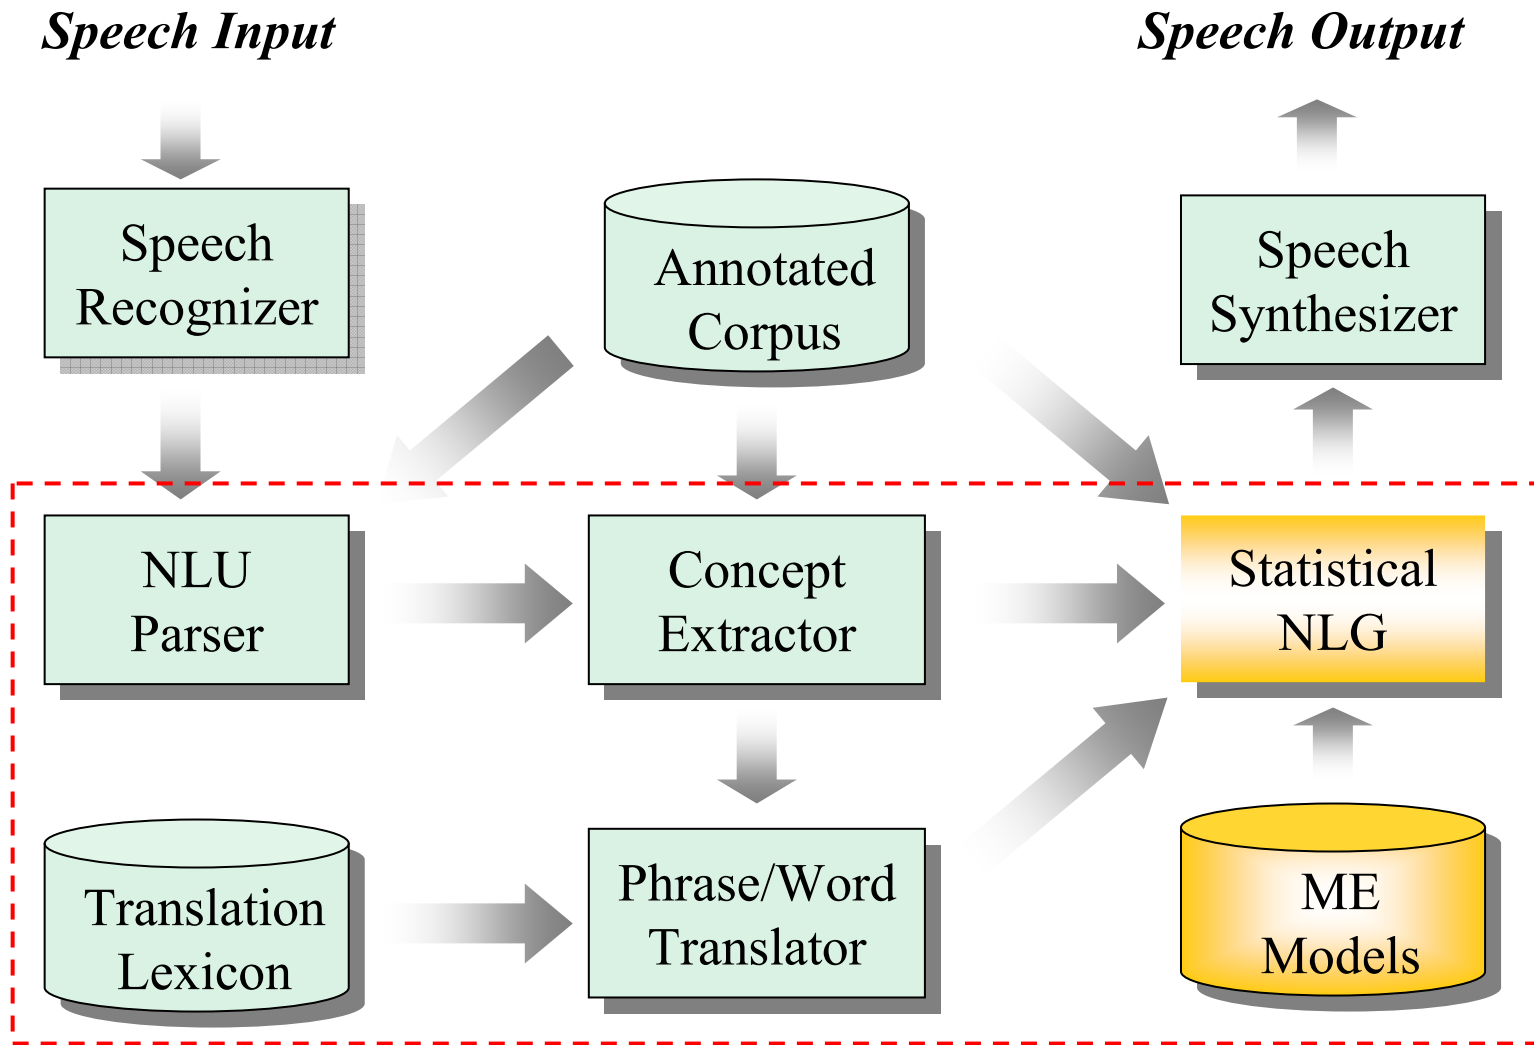 Speech Input
Speech Output
Speech
Recognizer
Annotated
Corpus
Speech
Synthesizer
NLU
Parser
Concept
Extractor
Statistical
NLG
Translation
Lexicon
Phrase/Word
Translator
ME
Models